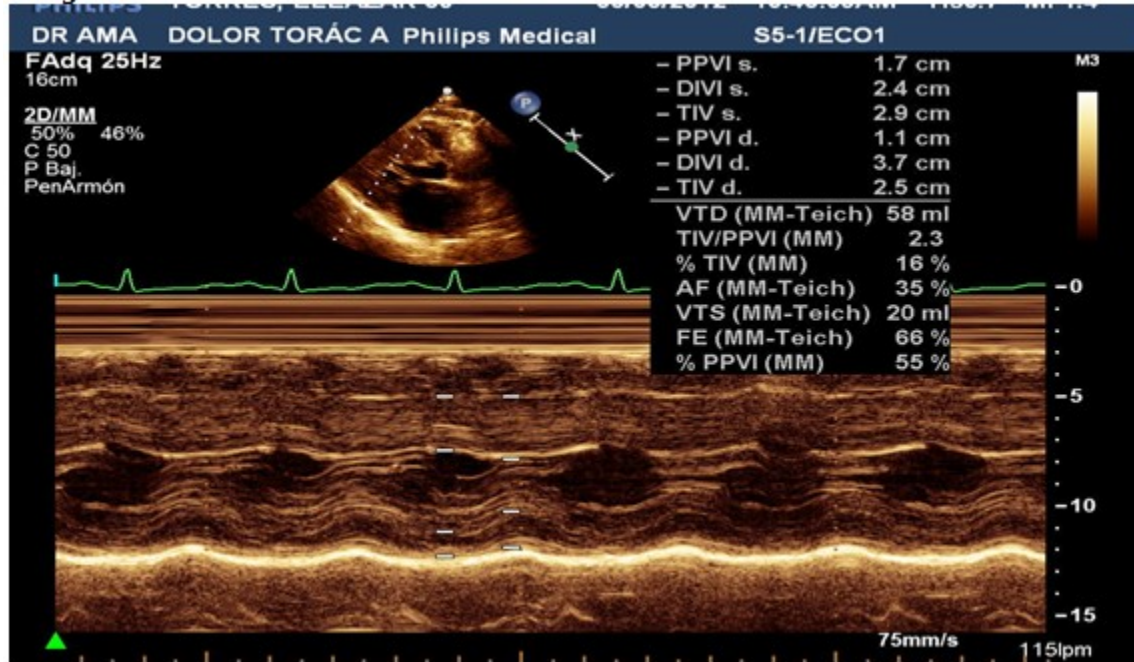 PHILIPS
DR AMA DOLOR TORÁC A Philips Medical S5-1/ECO1
FAdq 25Hz
16cm
2D/MM
50% 46%
C 50
P Baj.
PenArmón
P
– PPVI s. 1.7 cm
– DIVI s. 2.4 cm
– TIV s. 2.9 cm
– PPVI d. 1.1 cm
– DIVI d. 3.7 cm
– TIV d. 2.5 cm
VTD (MM-Teich) 58 ml
TIV/PPVI (MM) 2.3
% TIV (MM) 16 %
AF (MM-Teich) 35 %
VTS (MM-Teich) 20 ml
FE (MM-Teich) 66 %
% PPVI (MM) 55 %
M3
-0
-5
-10
-15
75mm/s
115lpm